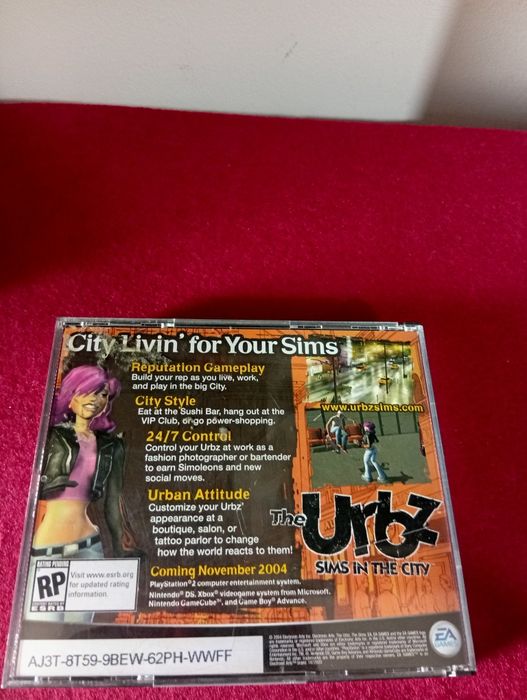 City Livin' for Your Sims
Reputation Gameplay
Build your rep as you live, work,
and play in the big City.
City Style
Eat at the Sushi Bar, hang out at the
VIP Club, or go power-shopping.
24/7 Control
Control your Urbz at work as a
fashion photographer or bartender
to earn Simoleons and new
social moves.
Urban Attitude
Customize your Urbz'
appearance at a
boutique, salon, or
tattoo parlor to change
how the world reacts to them!
Coming November 2004
PlayStation®2 computer entertainment system,
Nintendo® DS, Xbox® videogame system from Microsoft,
Nintendo GameCube™, and Game Boy® Advance.
www.urbzsims.com
The Urbz
SIMS IN THE CITY
RATING PENDING
RP
ESRB
Visit www.esrb.org
for updated rating
information.
EA
EA GAMES
AJ3T-8T59-9BEW-62PH-WWFF